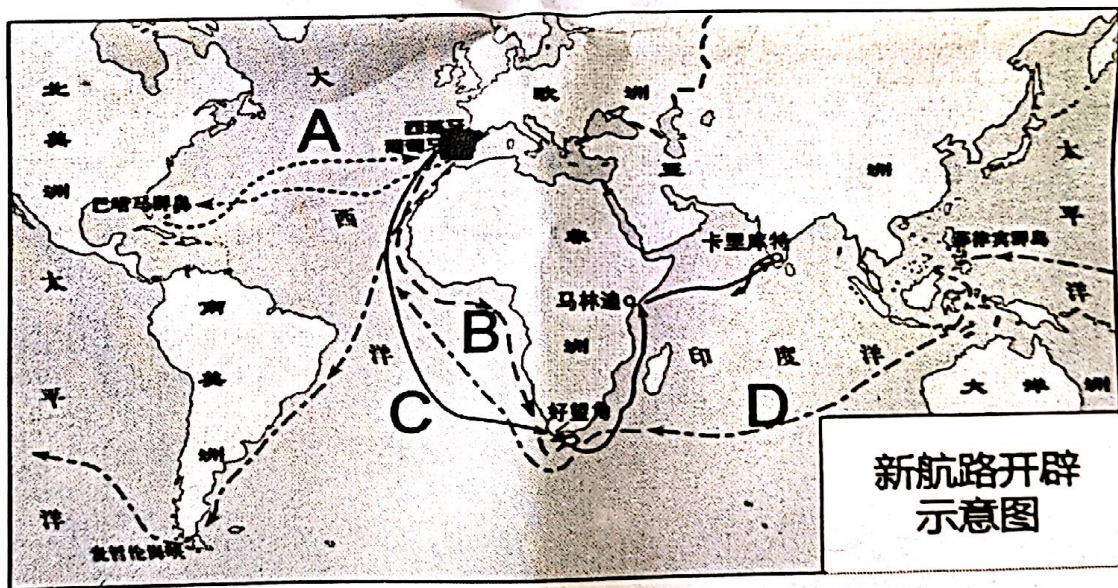 北美洲
大西洋
A
西班牙
葡萄牙
欧洲
亚洲
巴哈马群岛
太平洋
卡里库特
菲律宾群岛
太平洋
南美洲
非洲
马林迪
B
印度洋
C
好望角
D
大洋洲
麦哲伦海峡
新航路开辟
示意图